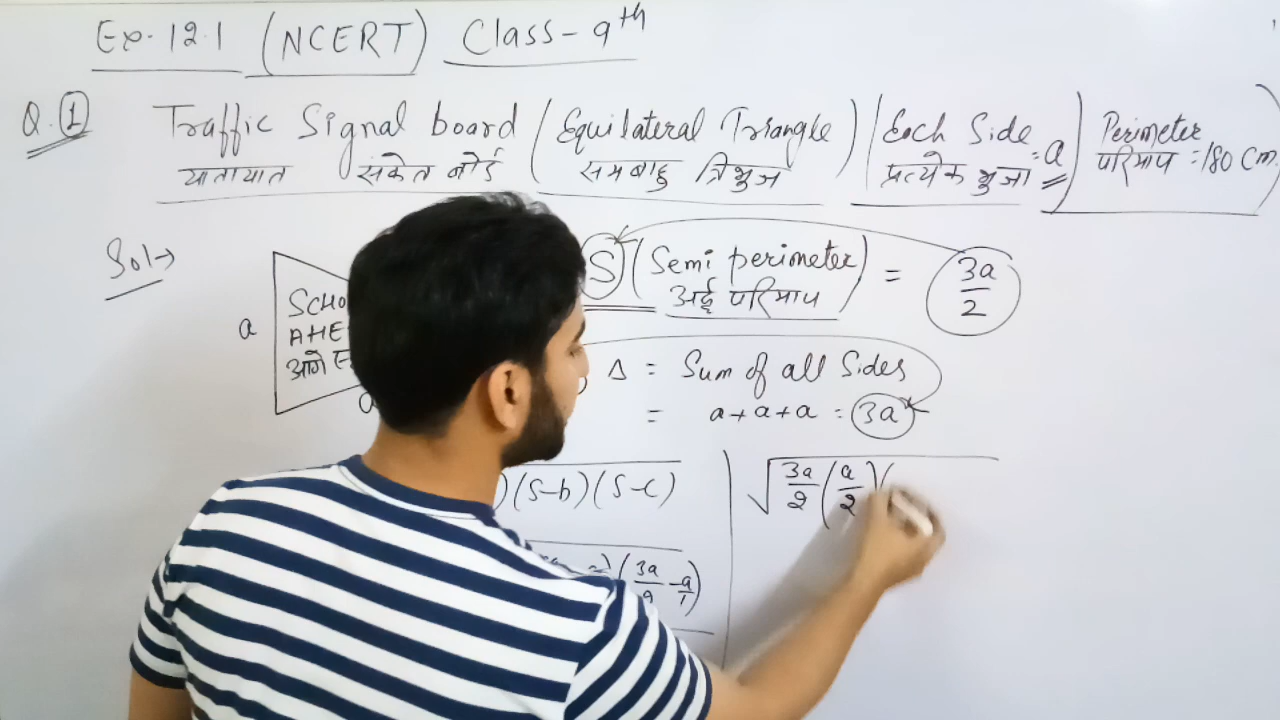 Ex. 12.1 (NCERT) Class-9th
Q.1 Traffic Signal board (Equilateral Triangle) (Each Side = a) Perimeter
यातायात संकेत बोर्ड समबाहु त्रिभुज प्रत्येक भुजा परिमाप = 180 Cm.
Sol→
S (Semi perimeter) = 3a/2
अर्द्ध परिमाप
a
SCHO
AHE
आगे
Δ = Sum of all Sides
= a+a+a = 3a
)(S-b)(S-c)
√3a/2 (a/2)(
(3a/2 - a/1)